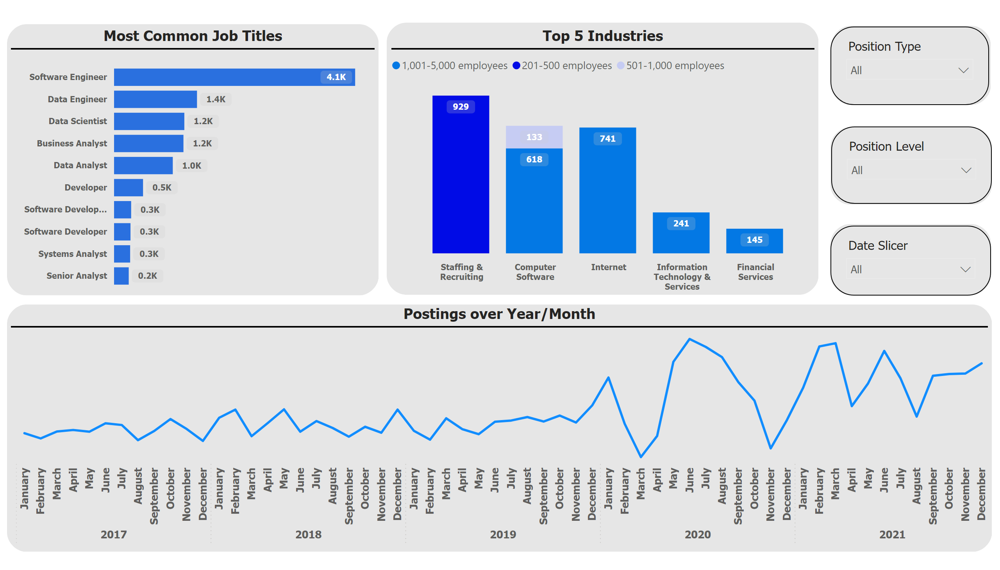 Most Common Job Titles
Software Engineer 4.1K
Data Engineer 1.4K
Data Scientist 1.2K
Business Analyst 1.2K
Data Analyst 1.0K
Developer 0.5K
Software Develop... 0.3K
Software Developer 0.3K
Systems Analyst 0.3K
Senior Analyst 0.2K
Top 5 Industries
1,001-5,000 employees 201-500 employees 501-1,000 employees
929
133
618
741
241
145
Staffing &
Recruiting
Computer
Software
Internet
Information
Technology &
Services
Financial
Services
Position Type
All
Position Level
All
Date Slicer
All
Postings over Year/Month
January February March April May June July August September October November December
January February March April May June July August September October November December
January February March April May June July August September October November December
January February March April May June July August September October November December
January February March April May June July August September October November December
2017 2018 2019 2020 2021